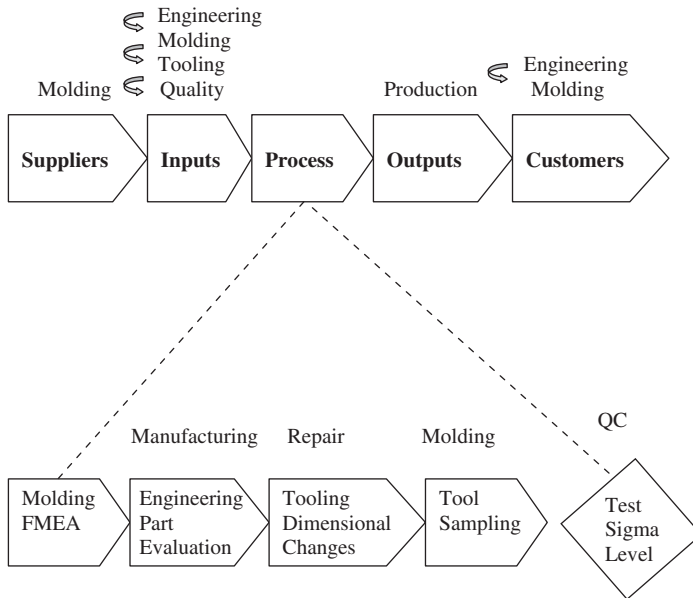 Engineering
Molding
Tooling
Quality
Molding
Production
Engineering
Molding
Suppliers
Inputs
Process
Outputs
Customers
Manufacturing
Repair
Molding
QC
Molding
FMEA
Engineering
Part
Evaluation
Tooling
Dimensional
Changes
Tool
Sampling
Test
Sigma
Level